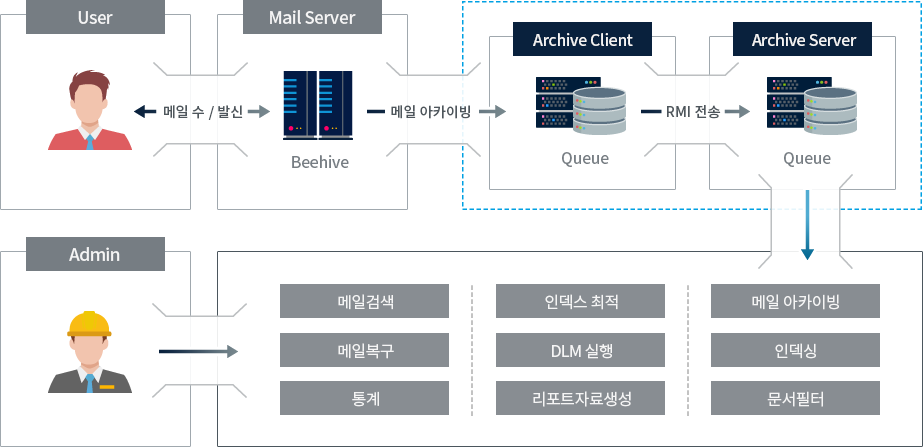 User
Mail Server
Archive Client
Archive Server
메일 수 / 발신
메일 아카이빙
RMI 전송
Beehive
Queue
Queue
Admin
메일검색
인덱스 최적
메일 아카이빙
메일복구
DLM 실행
인덱싱
통계
리포트자료생성
문서필터